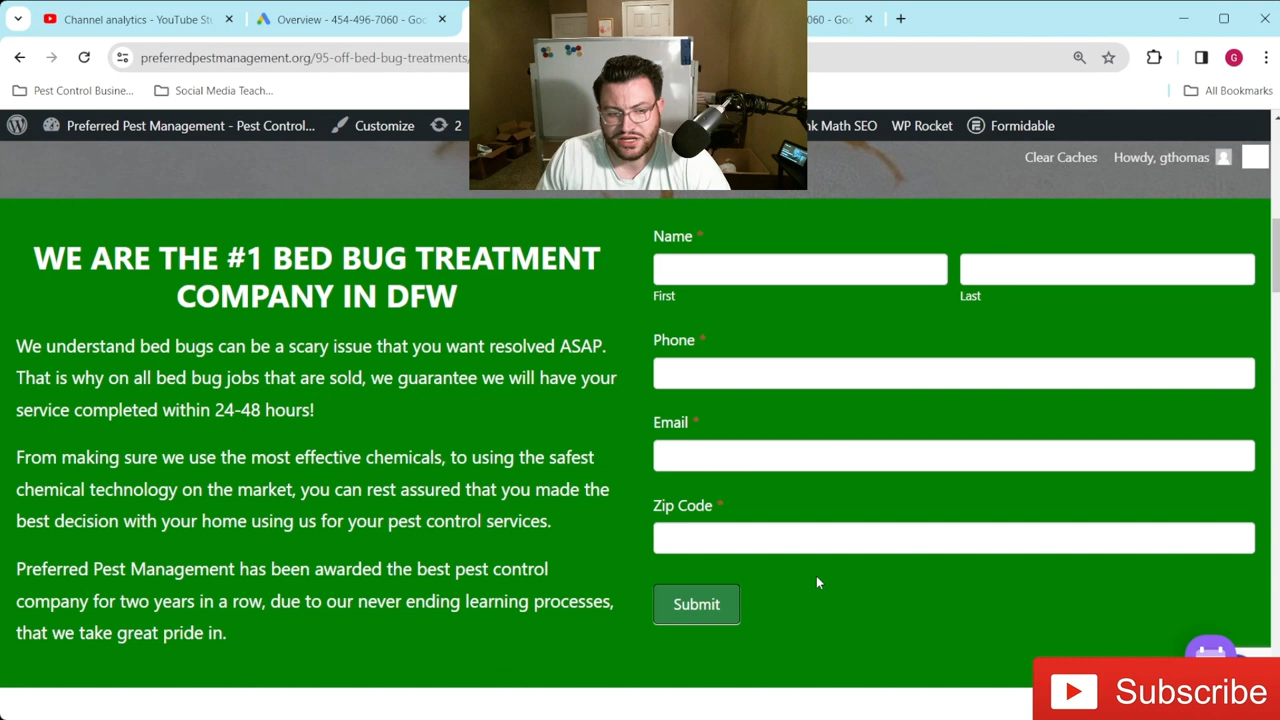 Channel analytics - YouTube Stu
Overview - 454-496-7060 - Goo
060 - Goo
preferredpestmanagement.org/95-off-bed-bug-treatments/
G
Pest Control Busine...
Social Media Teach...
All Bookmarks
Preferred Pest Management - Pest Control...
Customize
2
nk Math SEO
WP Rocket
Formidable
Clear Caches
Howdy, gthomas
WE ARE THE #1 BED BUG TREATMENT
COMPANY IN DFW
We understand bed bugs can be a scary issue that you want resolved ASAP.
That is why on all bed bug jobs that are sold, we guarantee we will have your
service completed within 24-48 hours!
From making sure we use the most effective chemicals, to using the safest
chemical technology on the market, you can rest assured that you made the
best decision with your home using us for your pest control services.
Preferred Pest Management has been awarded the best pest control
company for two years in a row, due to our never ending learning processes,
that we take great pride in.
Name *
First
Last
Phone *
Email *
Zip Code *
Submit
Subscribe